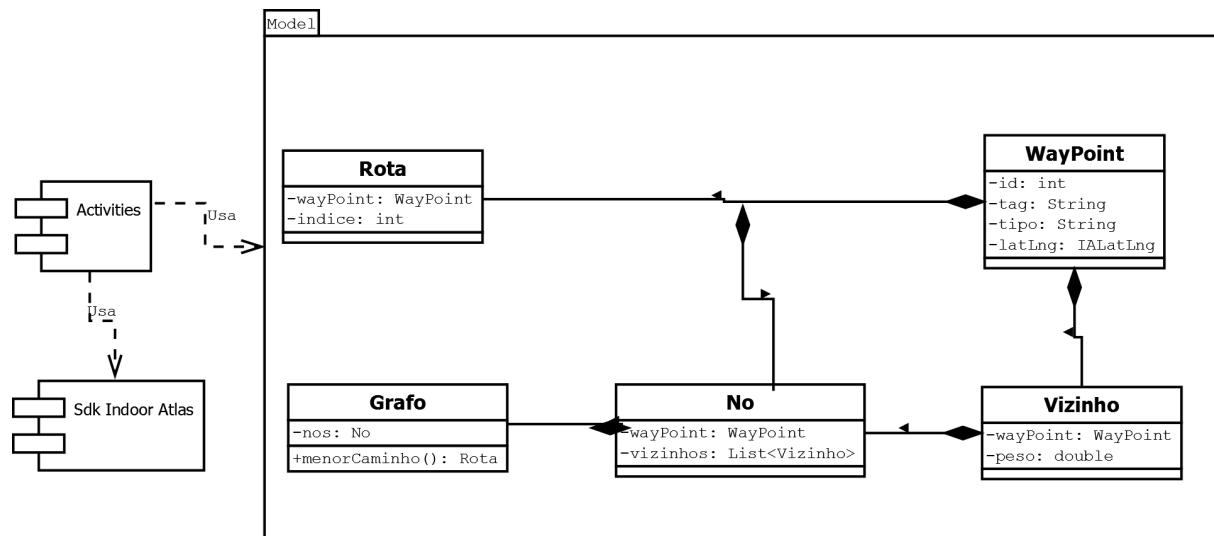 Model
Rota
-wayPoint: WayPoint
-indice: int
WayPoint
-id: int
-tag: String
-tipo: String
-latLng: IALatLng
Activities
Usa
Usa
Sdk Indoor Atlas
Grafo
-nos: No
+menorCaminho(): Rota
No
-wayPoint: WayPoint
-vizinhos: List<Vizinho>
Vizinho
-wayPoint: WayPoint
-peso: double